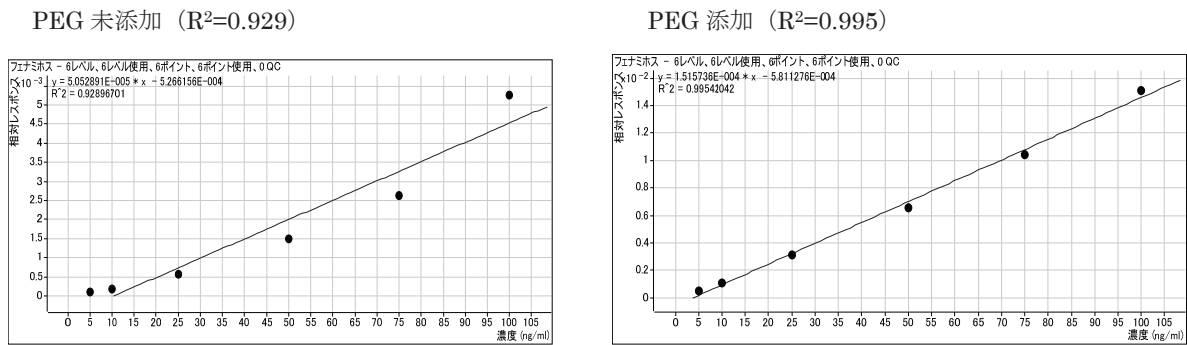 PEG 未添加（R²=0.929）
フェナミホス - 6レベル、6レベル使用、6ポイント、6ポイント使用、0 QC
x10 -3
y = 5.052891E-005 * x - 5.266156E-004
R^2 = 0.92896701
相対レスポンス
5
4.5
4
3.5
3
2.5
2
1.5
1
0.5
0
0 5 10 15 20 25 30 35 40 45 50 55 60 65 70 75 80 85 90 95 100 105
濃度 (ng/ml)
PEG 添加（R²=0.995）
フェナミホス - 6レベル、6レベル使用、6ポイント、6ポイント使用、0 QC
x10 -2
y = 1.515736E-004 * x - 5.811276E-004
R^2 = 0.99542042
相対レスポンス
1.4
1.2
1
0.8
0.6
0.4
0.2
0
0 5 10 15 20 25 30 35 40 45 50 55 60 65 70 75 80 85 90 95 100 105
濃度 (ng/ml)